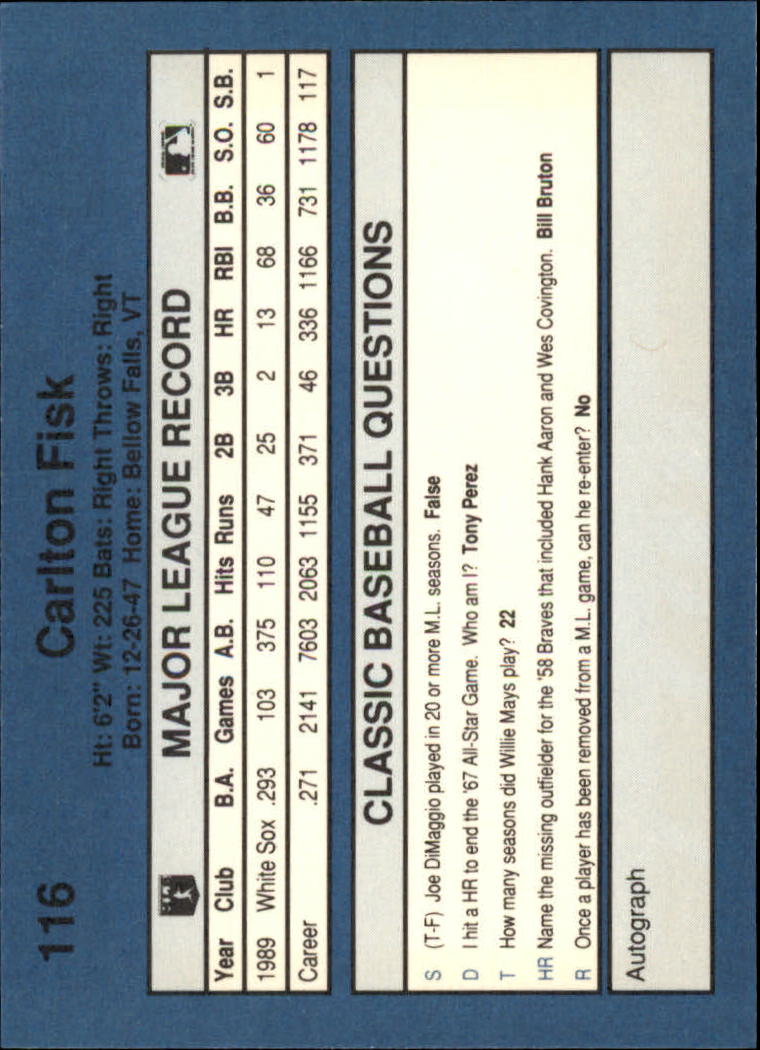 116 Carlton Fisk
Ht: 6'2" Wt: 225 Bats: Right Throws: Right
Born: 12-26-47 Home: Bellow Falls, VT
MAJOR LEAGUE RECORD
Year Club B.A. Games A.B. Hits Runs 2B 3B HR RBI B.B. S.O. S.B.
1989 White Sox .293 103 375 110 47 25 2 13 68 36 60 1
Career .271 2141 7603 2063 1155 371 46 336 1166 731 1178 117
CLASSIC BASEBALL QUESTIONS
S (T-F) Joe DiMaggio played in 20 or more M.L. seasons. False
D I hit a HR to end the '67 All-Star Game. Who am I? Tony Perez
T How many seasons did Willie Mays play? 22
HR Name the missing outfielder for the '58 Braves that included Hank Aaron and Wes Covington. Bill Bruton
R Once a player has been removed from a M.L. game, can he re-enter? No
Autograph